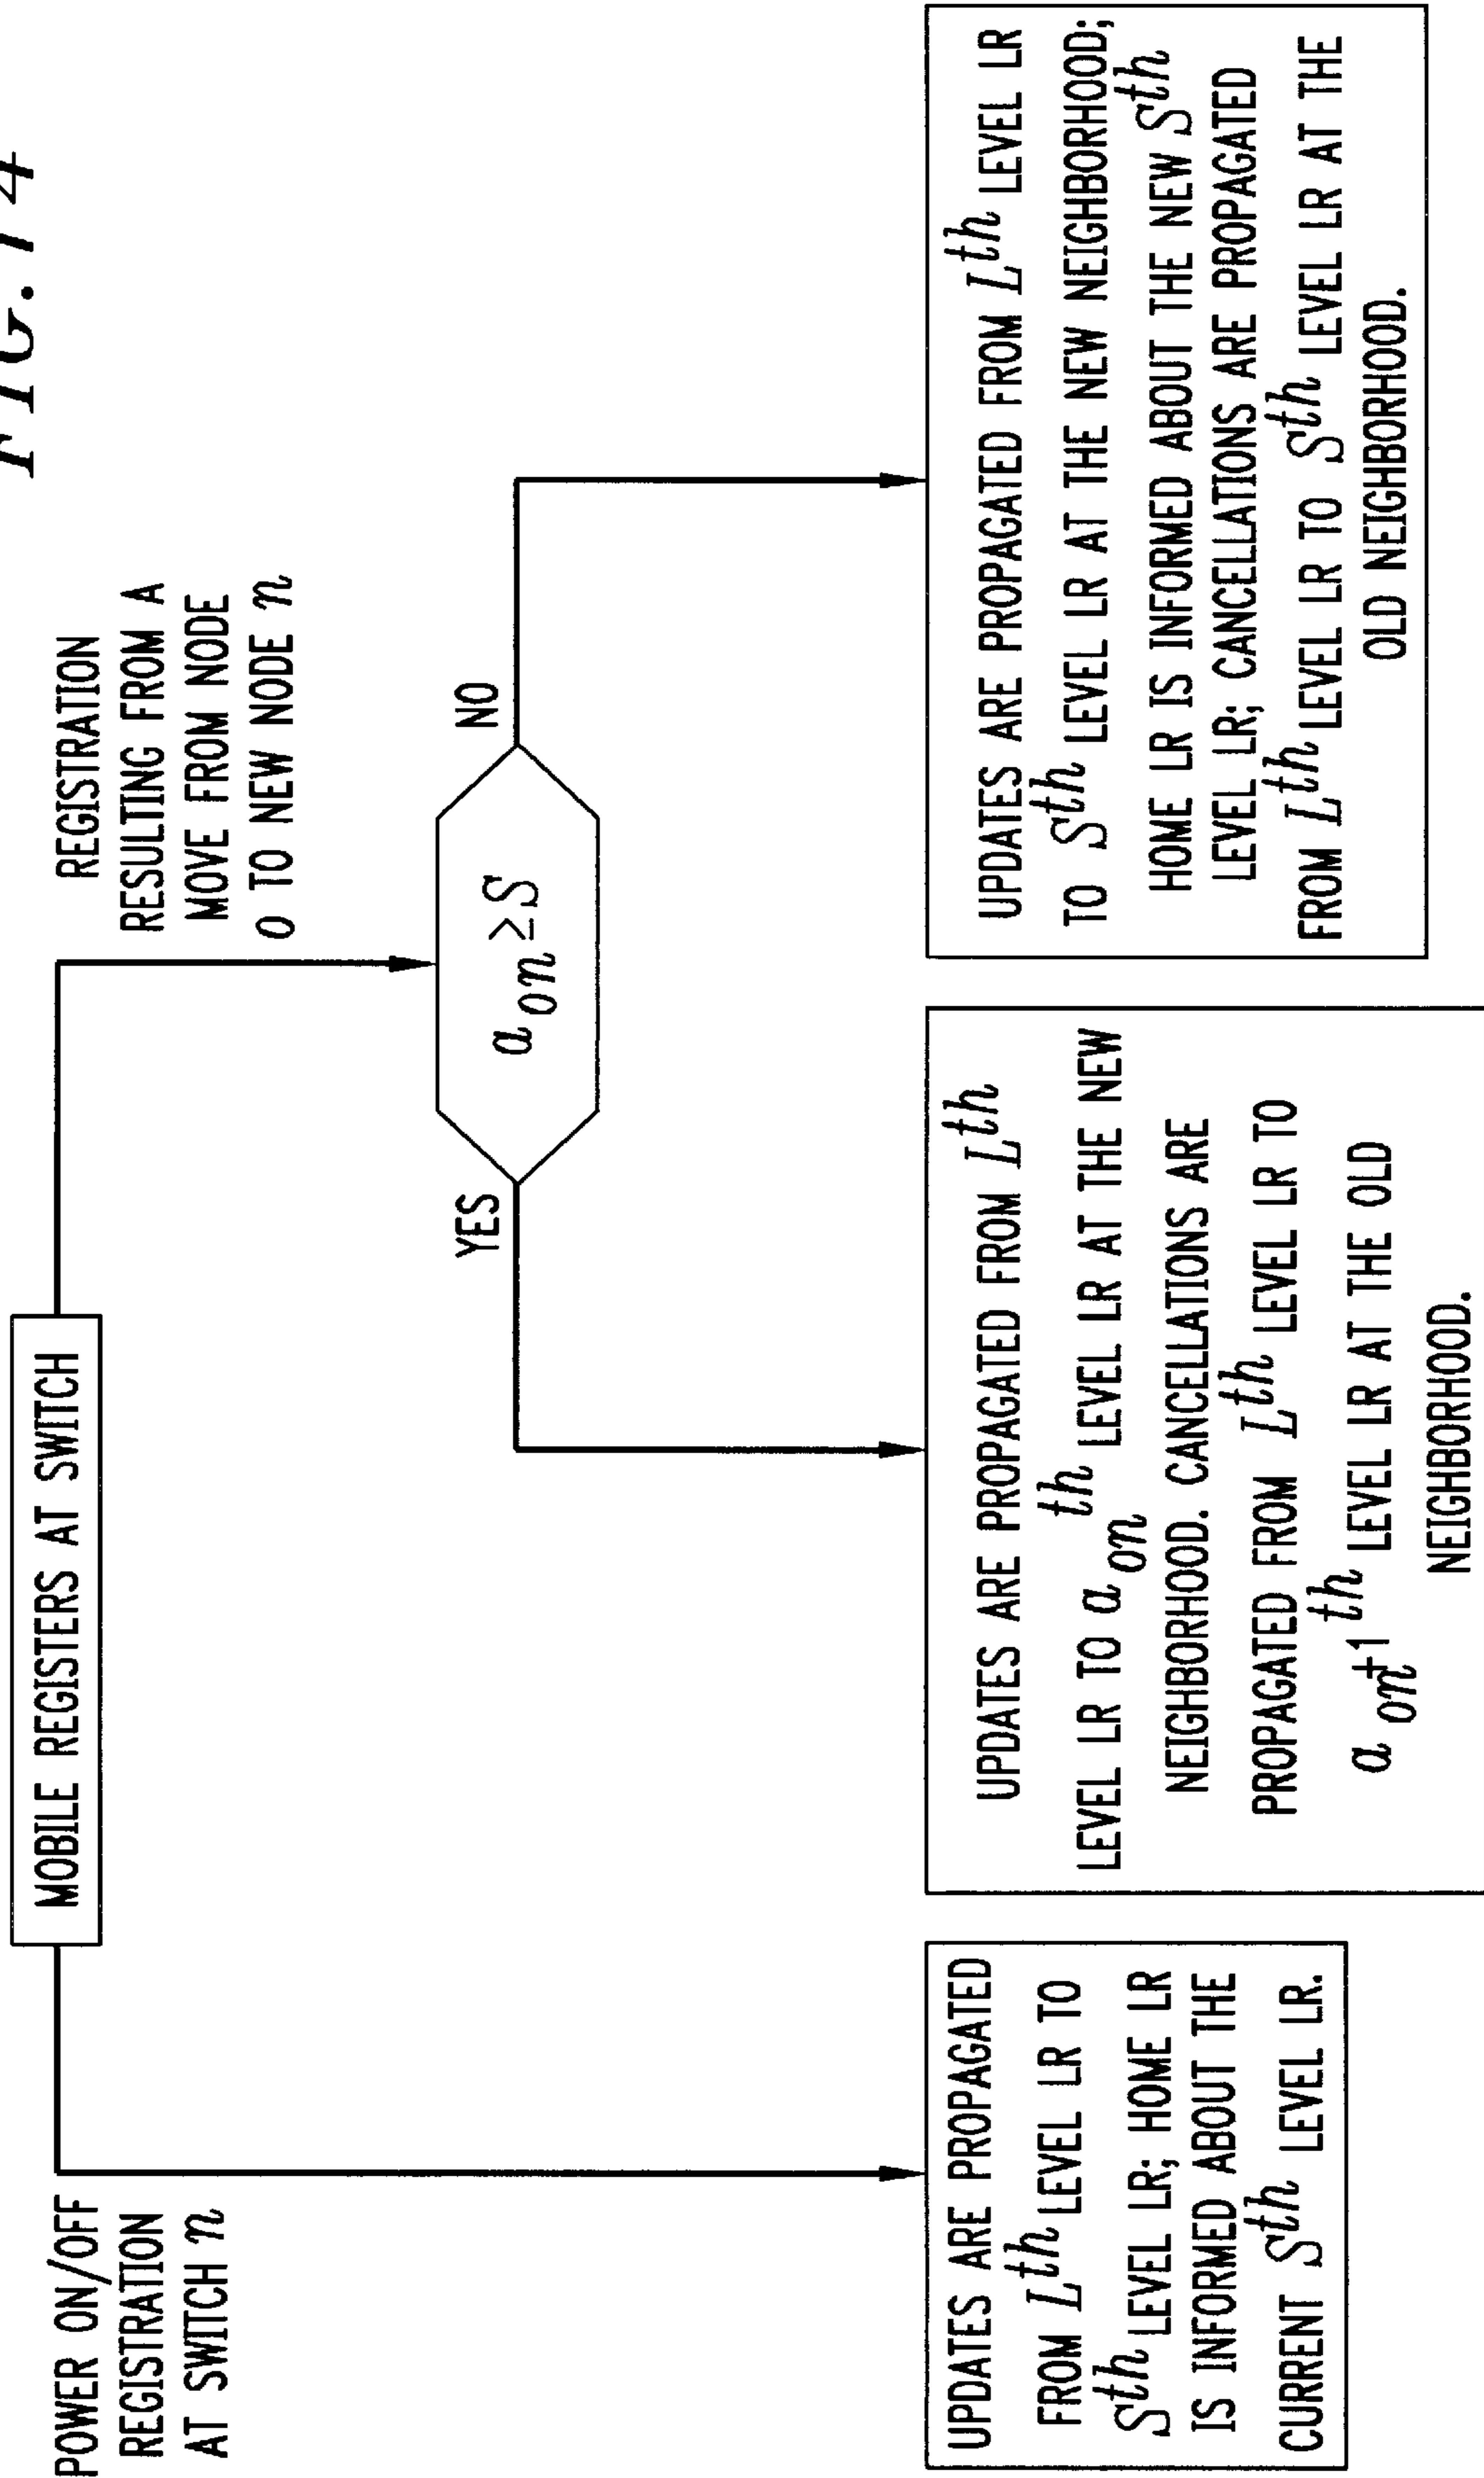 FIG. 14
MOBILE REGISTERS AT SWITCH
POWER ON/OFF
REGISTRATION
AT SWITCH n
REGISTRATION
RESULTING FROM A
MOVE FROM NODE
O TO NEW NODE n
a_on ≥ S
YES
NO
UPDATES ARE PROPAGATED
FROM L^th LEVEL LR TO
S^th LEVEL LR; HOME LR
IS INFORMED ABOUT THE
CURRENT S^th LEVEL LR.
UPDATES ARE PROPAGATED FROM L^th
LEVEL LR TO a_on^th LEVEL LR AT THE NEW
NEIGHBORHOOD. CANCELLATIONS ARE
PROPAGATED FROM L^th LEVEL LR TO
a_on+1^th LEVEL LR AT THE OLD
NEIGHBORHOOD.
UPDATES ARE PROPAGATED FROM L^th LEVEL LR
TO S^th LEVEL LR AT THE NEW NEIGHBORHOOD;
HOME LR IS INFORMED ABOUT THE NEW S^th
LEVEL LR; CANCELLATIONS ARE PROPAGATED
FROM L^th LEVEL LR TO S^th LEVEL LR AT THE
OLD NEIGHBORHOOD.